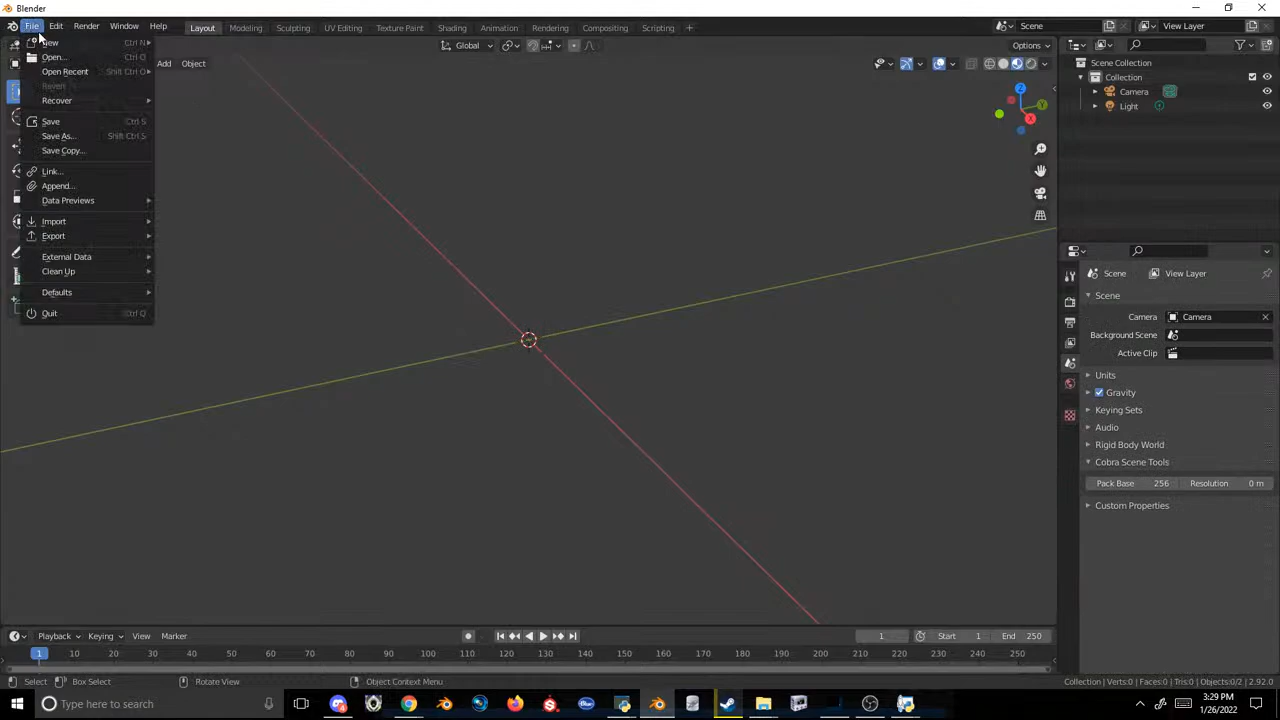 Blender
File Edit Render Window Help Layout Modeling Sculpting UV Editing Texture Paint Shading Animation Rendering Compositing Scripting Scene View Layer
Add Object Global Options
New Ctrl N
Open... Ctrl O
Open Recent Shift Ctrl O
Revert
Recover
Save Ctrl S
Save As... Shift Ctrl S
Save Copy...
Link...
Append...
Data Previews
Import
Export
External Data
Clean Up
Defaults
Quit Ctrl Q
Z
Y
X
Scene Collection
Collection
Camera
Light
Scene View Layer
Scene
Camera Camera
Background Scene
Active Clip
Units
Gravity
Keying Sets
Audio
Rigid Body World
Cobra Scene Tools
Pack Base 256 Resolution 0 m
Custom Properties
Playback Keying View Marker 1 Start 1 End 250
1 10 20 30 40 50 60 70 80 90 100 110 120 130 140 150 160 170 180 190 200 210 220 230 240 250
Select Box Select Rotate View Object Context Menu Collection | Verts:0 | Faces:0 | Tris:0 | Objects:0/2 | 2.92.0
Type here to search
3:29 PM
1/26/2022